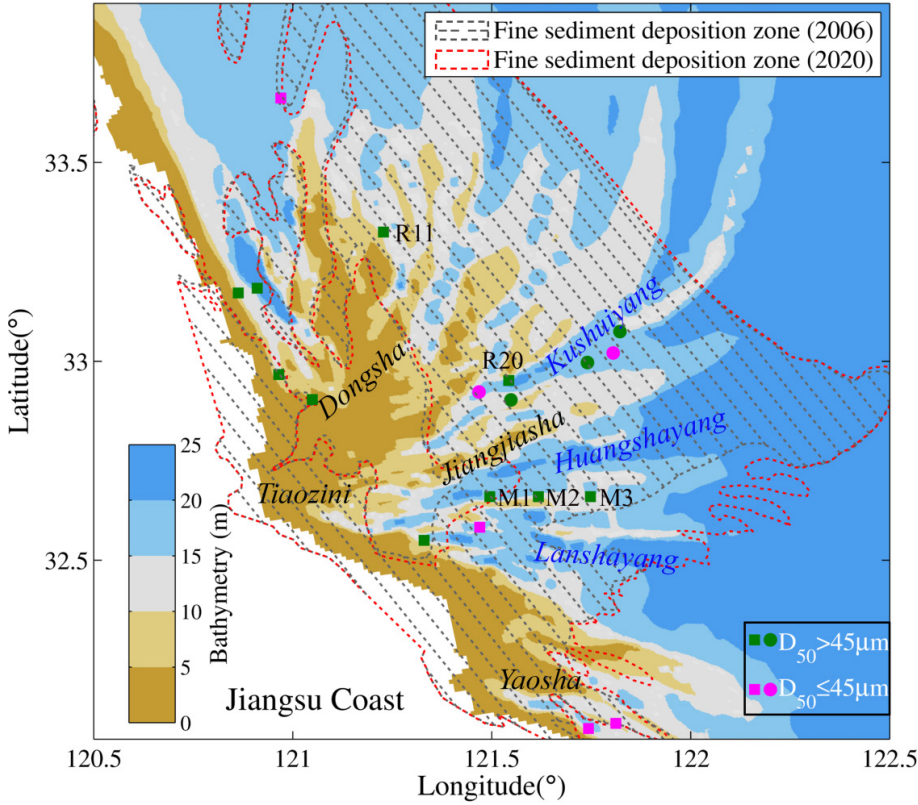 Fine sediment deposition zone (2006)
Fine sediment deposition zone (2020)
33.5
33.0
32.5
Latitude(°)
R11
Kushuiyang
R20
Dongsha
Jiangjiasha
Huangshayang
Tiaozini
M1
M2
M3
Lanshayang
25
20
15
10
5
0
Bathymetry (m)
D50>45μm
D50≤45μm
Yaosha
Jiangsu Coast
120.5
121
121.5
122
122.5
Longitude(°)